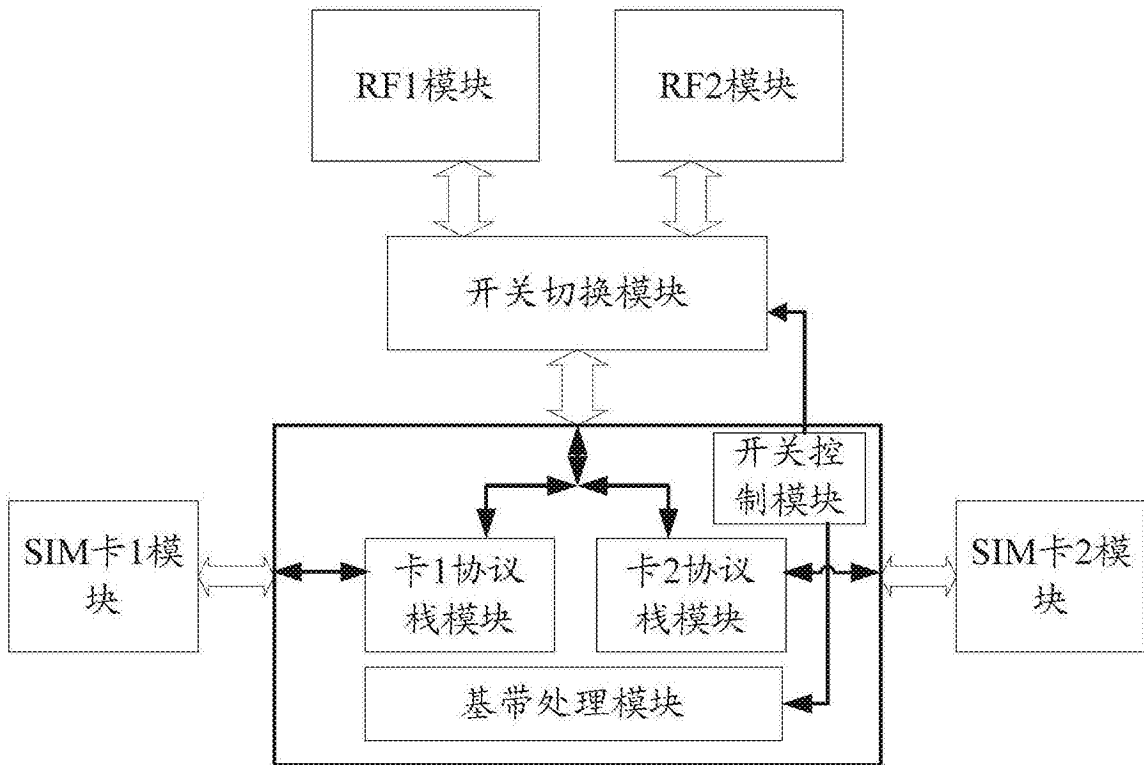 RF1模块
RF2模块
开关切换模块
开关控
制模块
SIM卡1模
块
卡1协议
栈模块
卡2协议
栈模块
SIM卡2模
块
基带处理模块